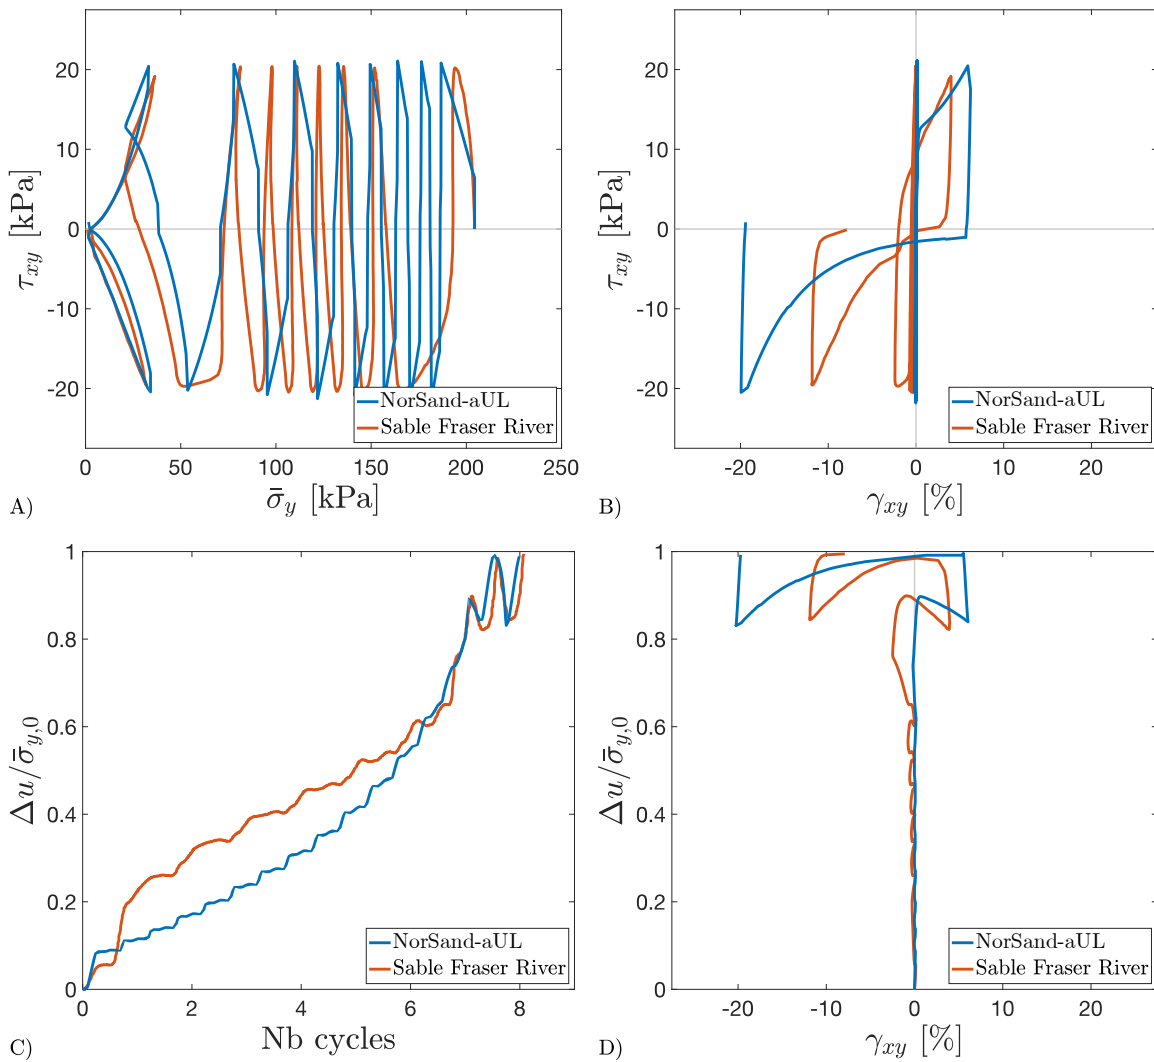 20
10
0
-10
-20
τxy [kPa]
0 50 100 150 200 250
σ̄y [kPa]
NorSand-aUL
Sable Fraser River
A)
20
10
0
-10
-20
τxy [kPa]
-20 -10 0 10 20
γxy [%]
NorSand-aUL
Sable Fraser River
B)
1
0.8
0.6
0.4
0.2
0
Δu/σ̄y,0
0 2 4 6 8
Nb cycles
NorSand-aUL
Sable Fraser River
C)
1
0.8
0.6
0.4
0.2
0
Δu/σ̄y,0
-20 -10 0 10 20
γxy [%]
NorSand-aUL
Sable Fraser River
D)